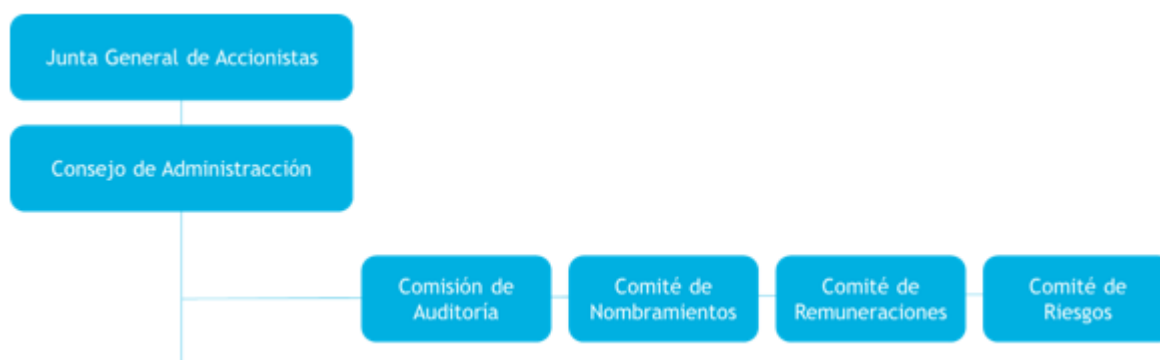 Junta General de Accionistas
Consejo de Administracción
Comisión de
Auditoría
Comité de
Nombramientos
Comité de
Remuneraciones
Comité de
Riesgos